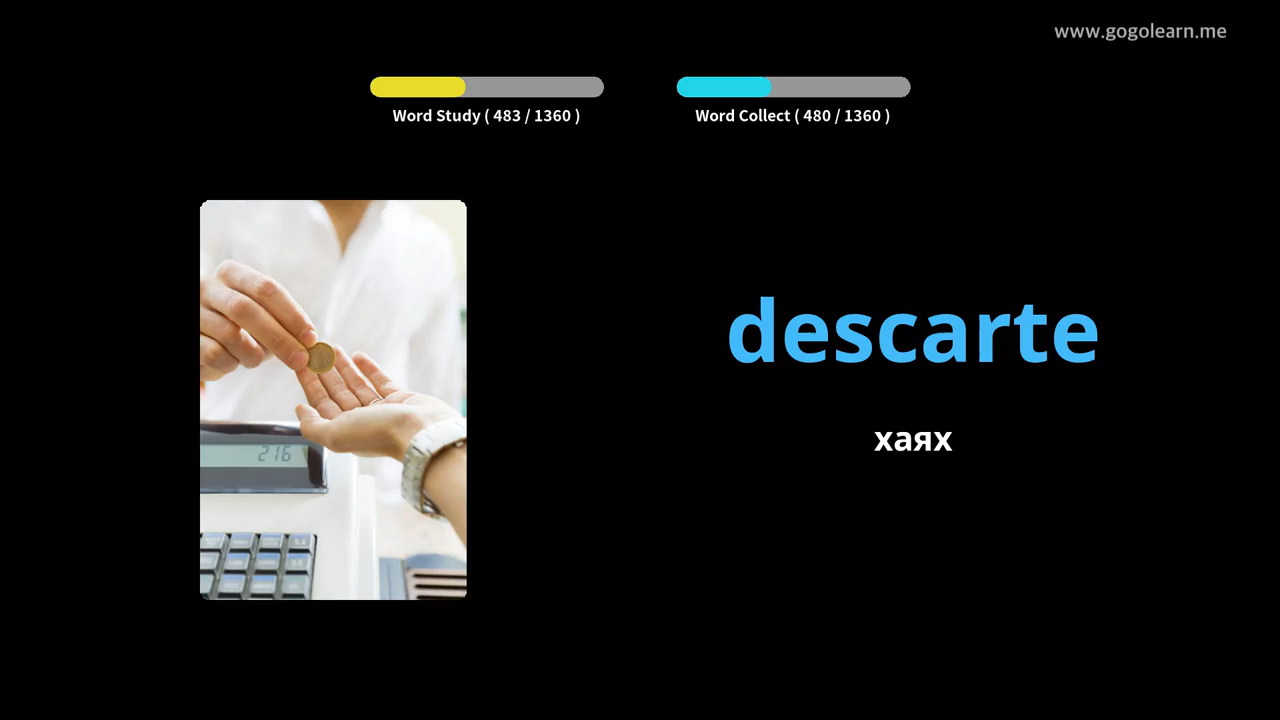 www.gogolearn.me
Word Study ( 483 / 1360 )
Word Collect ( 480 / 1360 )
descarte
хаях
216